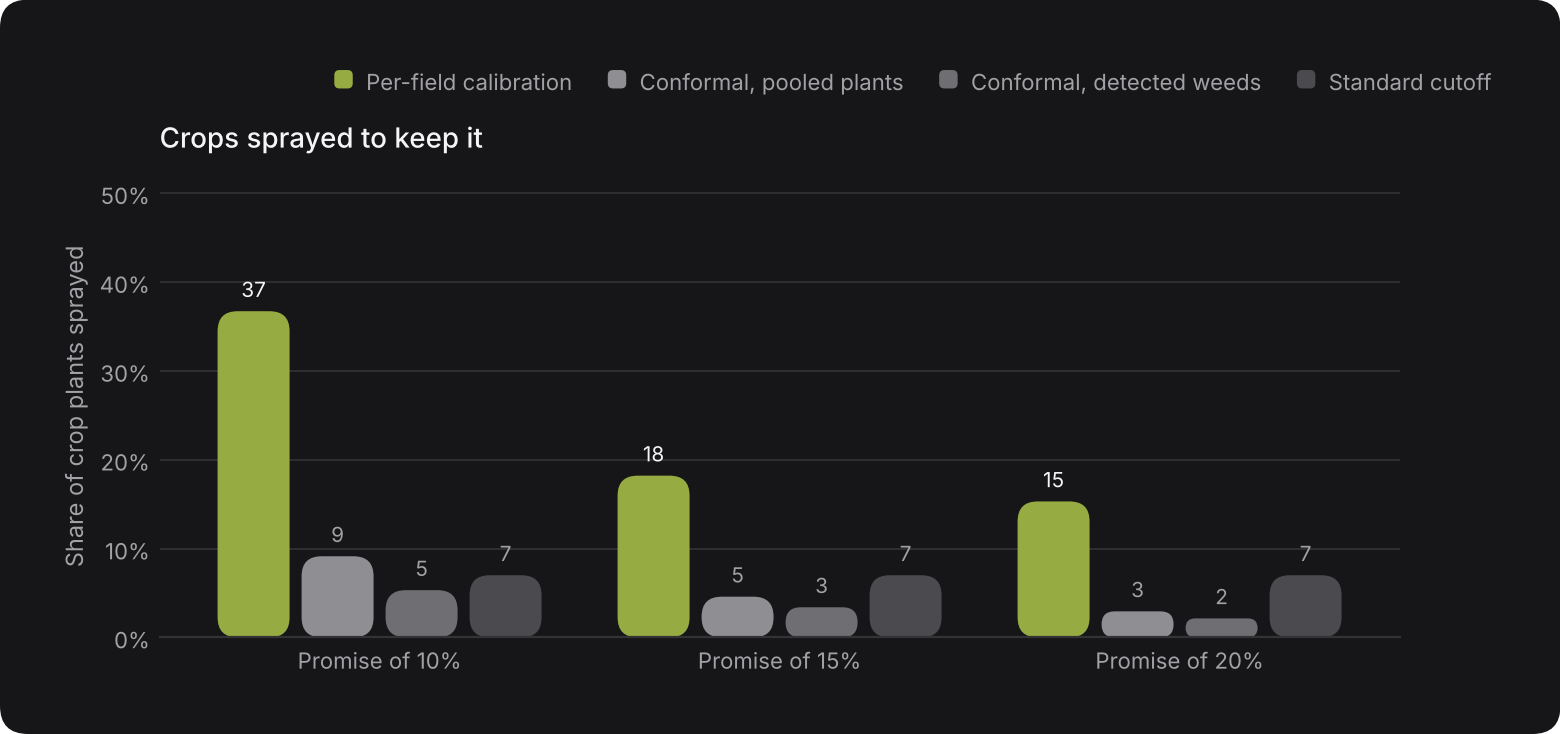 Per-field calibration
Conformal, pooled plants
Conformal, detected weeds
Standard cutoff
Crops sprayed to keep it
Share of crop plants sprayed
50%
40%
30%
20%
10%
0%
37
9
5
7
18
5
3
7
15
3
2
7
Promise of 10%
Promise of 15%
Promise of 20%